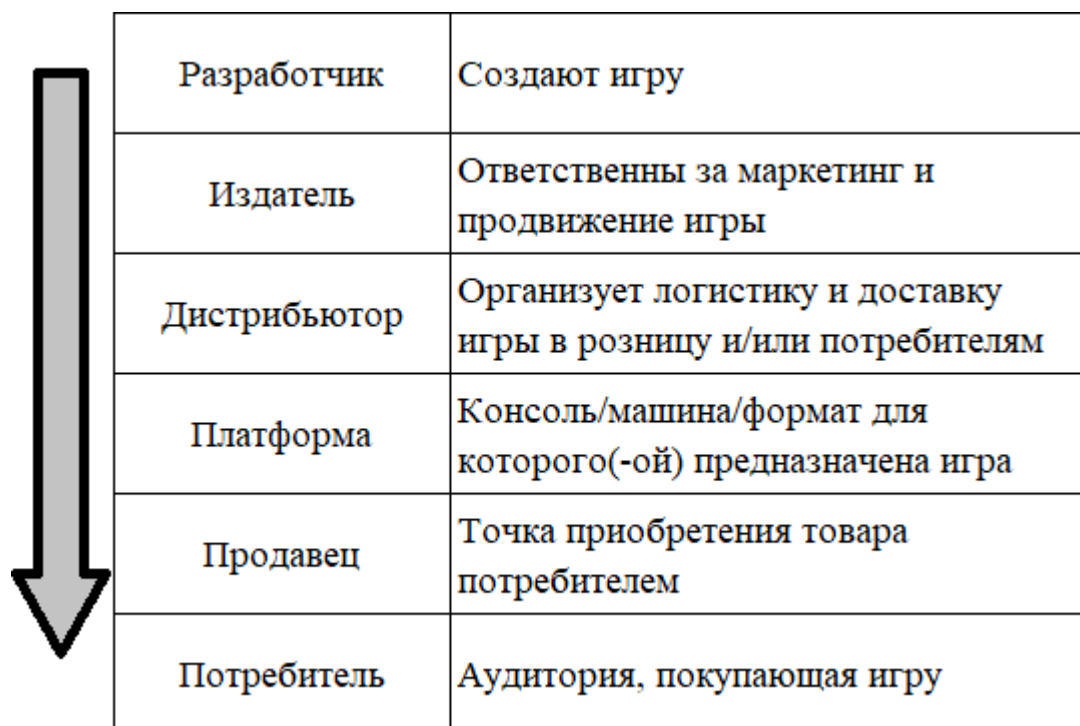 Разработчик
Создают игру
Издатель
Ответственны за маркетинг и
продвижение игры
Дистрибьютор
Организует логистику и доставку
игры в розницу и/или потребителям
Платформа
Консоль/машина/формат для
которого(-ой) предназначена игра
Продавец
Точка приобретения товара
потребителем
Потребитель
Аудитория, покупающая игру